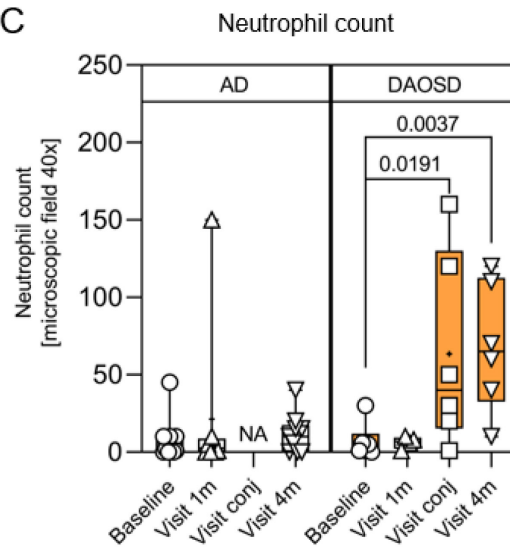 C
Neutrophil count
Neutrophil count
[microscopic field 40x]
250
200
150
100
50
0
AD
DAOSD
0.0037
0.0191
NA
Baseline
Visit 1m
Visit conj
Visit 4m
Baseline
Visit 1m
Visit conj
Visit 4m